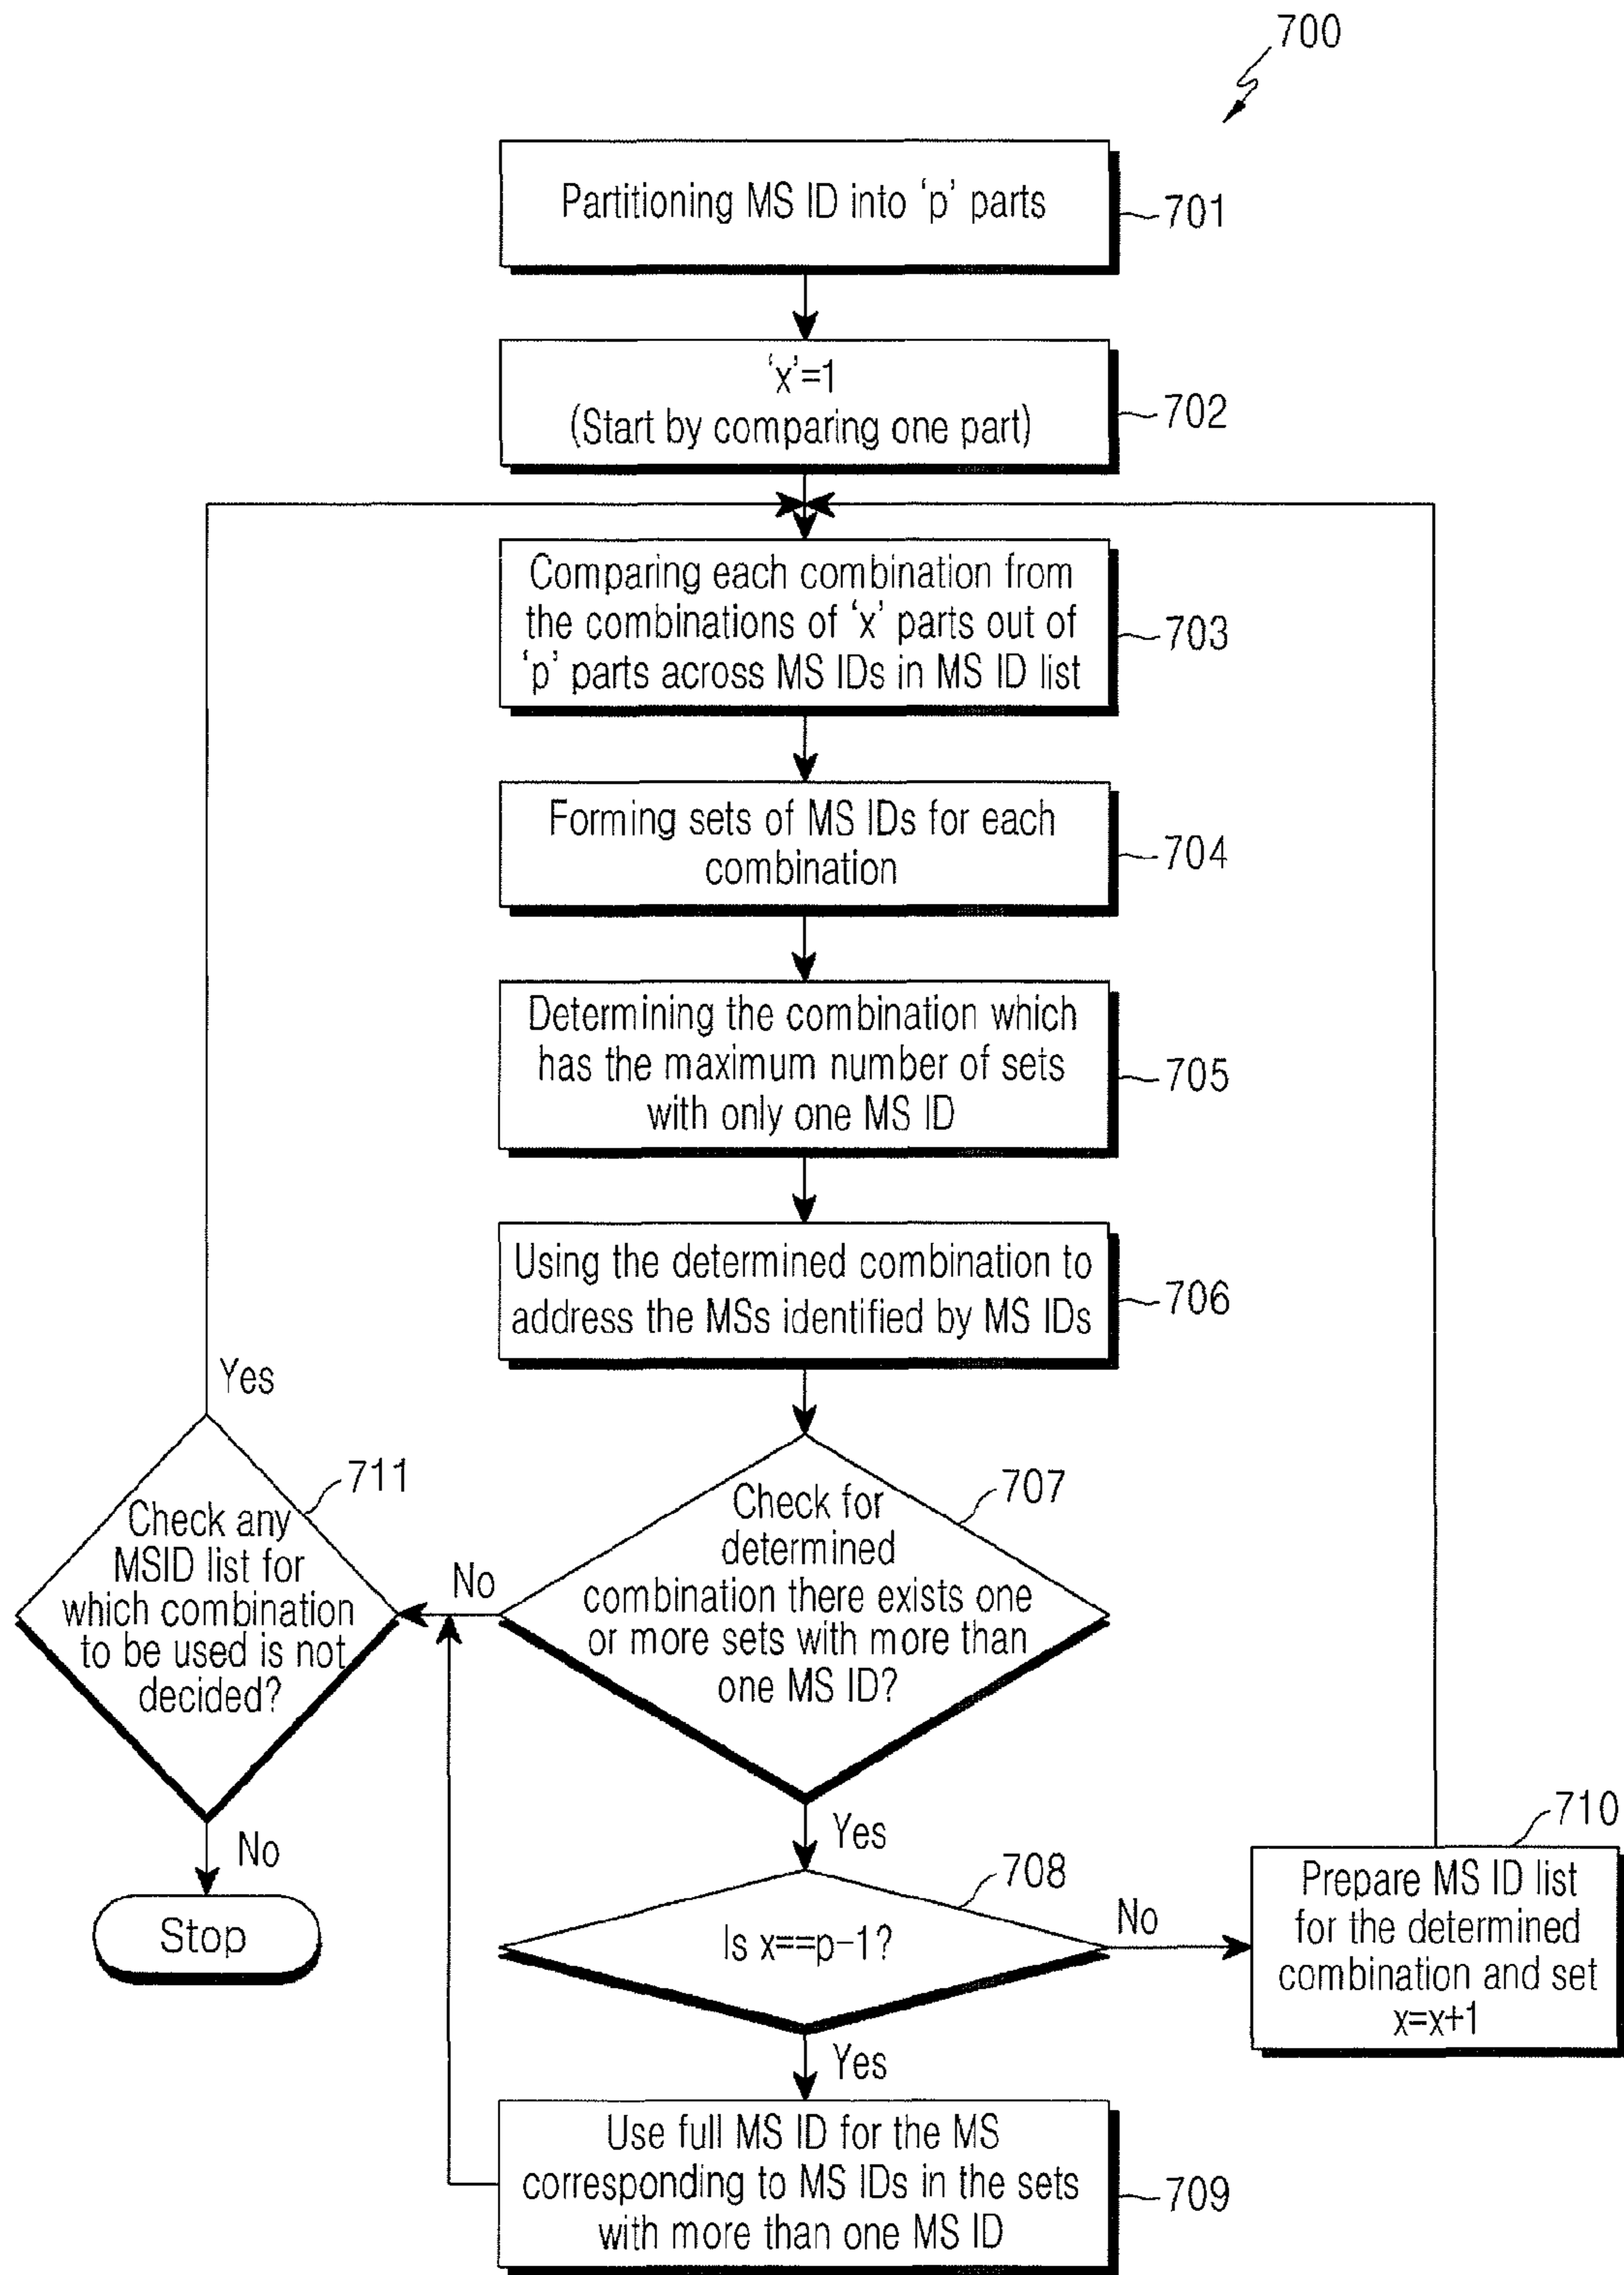 700
Partitioning MS ID into ‘p’ parts
701
‘x’=1
(Start by comparing one part)
702
Comparing each combination from
the combinations of ‘x’ parts out of
‘p’ parts across MS IDs in MS ID list
703
Forming sets of MS IDs for each
combination
704
Determining the combination which
has the maximum number of sets
with only one MS ID
705
Using the determined combination to
address the MSs identified by MS IDs
706
Yes
711
Check any
MSID list for
which combination
to be used is not
decided?
No
707
Check for
determined
combination there exists one
or more sets with more than
one MS ID?
No
Stop
Yes
708
Is x==p-1?
No
710
Prepare MS ID list
for the determined
combination and set
x=x+1
Yes
Use full MS ID for the MS
corresponding to MS IDs in the sets
with more than one MS ID
709